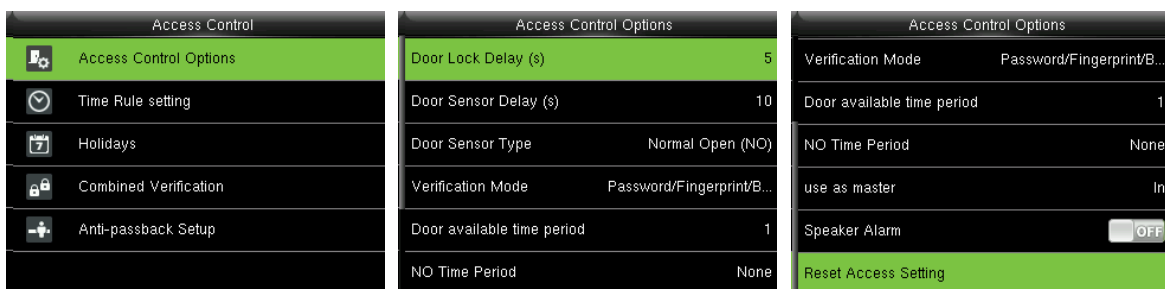 Access Control
Access Control Options
Time Rule setting
7
Holidays
Combined Verification
Anti-passback Setup
Access Control Options
Door Lock Delay (s) 5
Door Sensor Delay (s) 10
Door Sensor Type Normal Open (NO)
Verification Mode Password/Fingerprint/B...
Door available time period 1
NO Time Period None
Access Control Options
Verification Mode Password/Fingerprint/B...
Door available time period 1
NO Time Period None
use as master In
Speaker Alarm OFF
Reset Access Setting